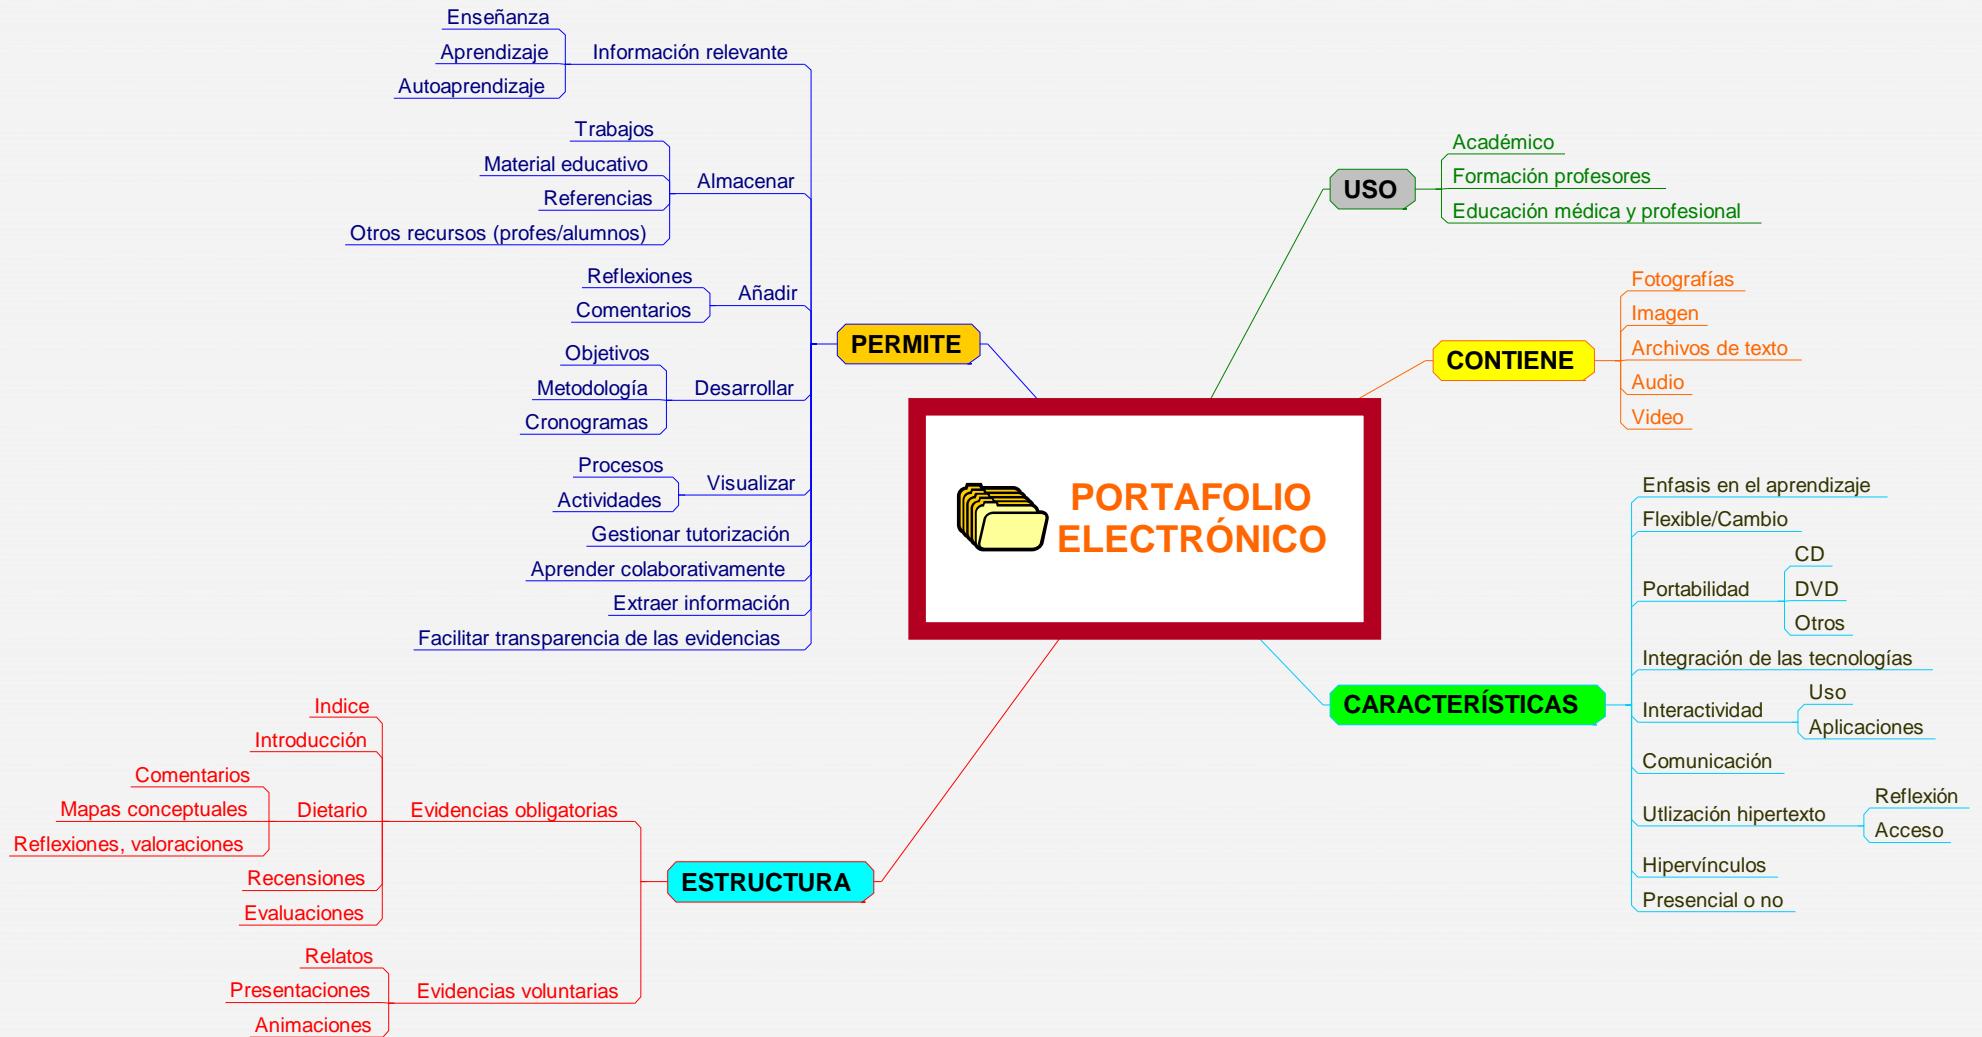 PORTAFOLIO
ELECTRÓNICO
USO
Académico
Formación profesores
Educación médica y profesional
CONTIENE
Fotografías
Imagen
Archivos de texto
Audio
Video
CARACTERÍSTICAS
Enfasis en el aprendizaje
Flexible/Cambio
Portabilidad
CD
DVD
Otros
Integración de las tecnologías
Interactividad
Uso
Aplicaciones
Comunicación
Utlización hipertexto
Reflexión
Acceso
Hipervínculos
Presencial o no
PERMITE
Información relevante
Enseñanza
Aprendizaje
Autoaprendizaje
Almacenar
Trabajos
Material educativo
Referencias
Otros recursos (profes/alumnos)
Añadir
Reflexiones
Comentarios
Desarrollar
Objetivos
Metodología
Cronogramas
Visualizar
Procesos
Actividades
Gestionar tutorización
Aprender colaborativamente
Extraer información
Facilitar transparencia de las evidencias
ESTRUCTURA
Evidencias obligatorias
Indice
Introducción
Dietario
Comentarios
Mapas conceptuales
Reflexiones, valoraciones
Recensiones
Evaluaciones
Evidencias voluntarias
Relatos
Presentaciones
Animaciones